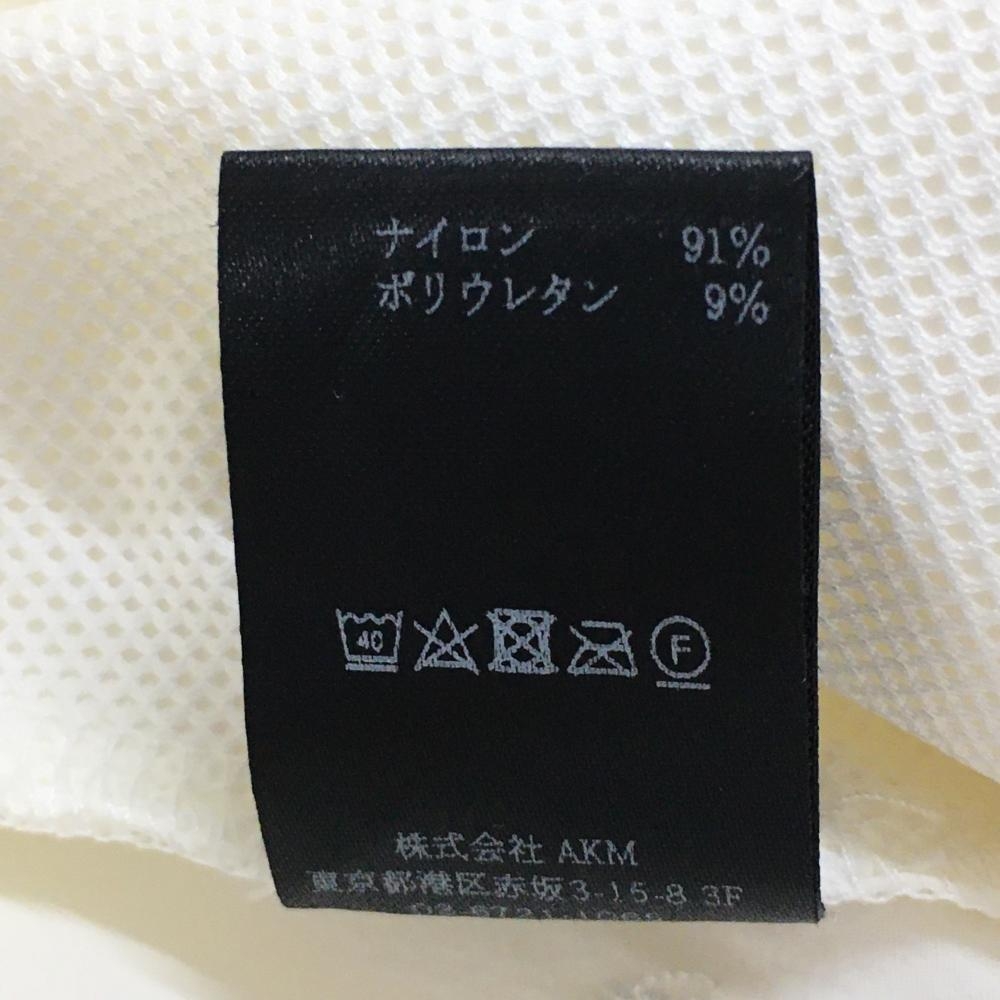 ナイロン 91%
ポリウレタン 9%
40 F
株式会社 AKM
東京都港区赤坂3-15-8 3F